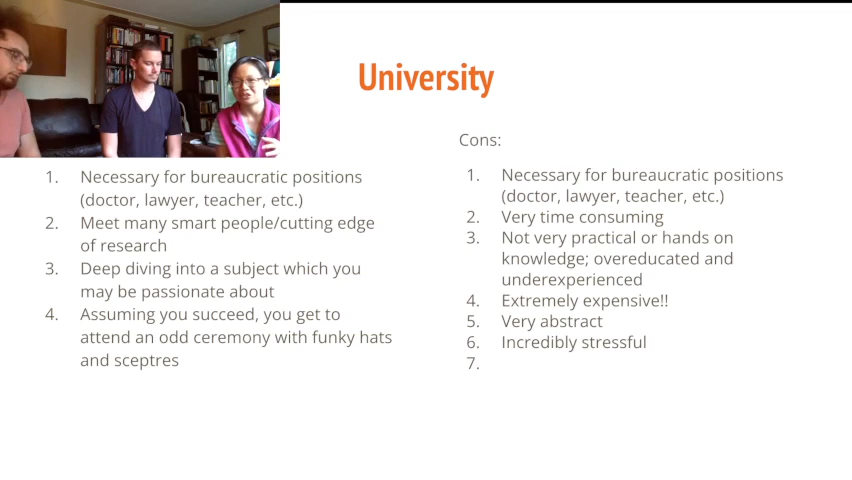 University
1. Necessary for bureaucratic positions
(doctor, lawyer, teacher, etc.)
2. Meet many smart people/cutting edge
of research
3. Deep diving into a subject which you
may be passionate about
4. Assuming you succeed, you get to
attend an odd ceremony with funky hats
and sceptres
Cons:
1. Necessary for bureaucratic positions
(doctor, lawyer, teacher, etc.)
2. Very time consuming
3. Not very practical or hands on
knowledge; overeducated and
underexperienced
4. Extremely expensive!!
5. Very abstract
6. Incredibly stressful
7.